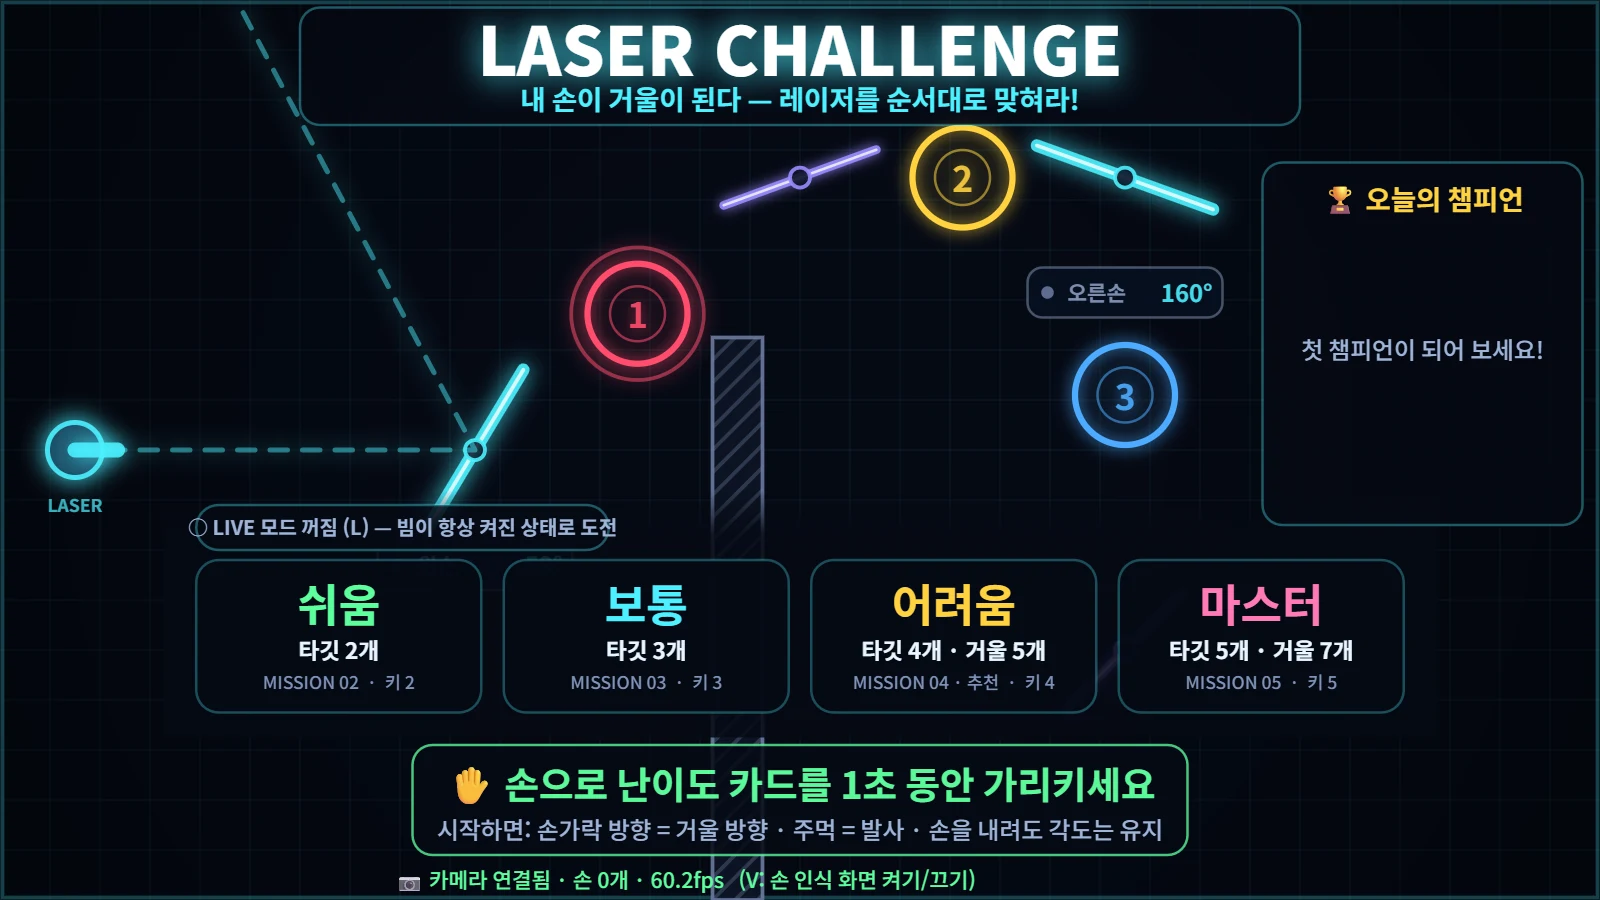 LASER CHALLENGE
내 손이 거울이 된다 — 레이저를 순서대로 맞혀라!
2
🏆 오늘의 챔피언
1
오른손 160°
첫 챔피언이 되어 보세요!
3
LASER
LIVE 모드 꺼짐 (L) — 빔이 항상 켜진 상태로 도전
쉬움
타깃 2개
MISSION 02 · 키 2
보통
타깃 3개
MISSION 03 · 키 3
어려움
타깃 4개 · 거울 5개
MISSION 04 · 추천 · 키 4
마스터
타깃 5개 · 거울 7개
MISSION 05 · 키 5
✋ 손으로 난이도 카드를 1초 동안 가리키세요
시작하면: 손가락 방향 = 거울 방향 · 주먹 = 발사 · 손을 내려도 각도는 유지
📷 카메라 연결됨 · 손 0개 · 60.2fps (V: 손 인식 화면 켜기/끄기)